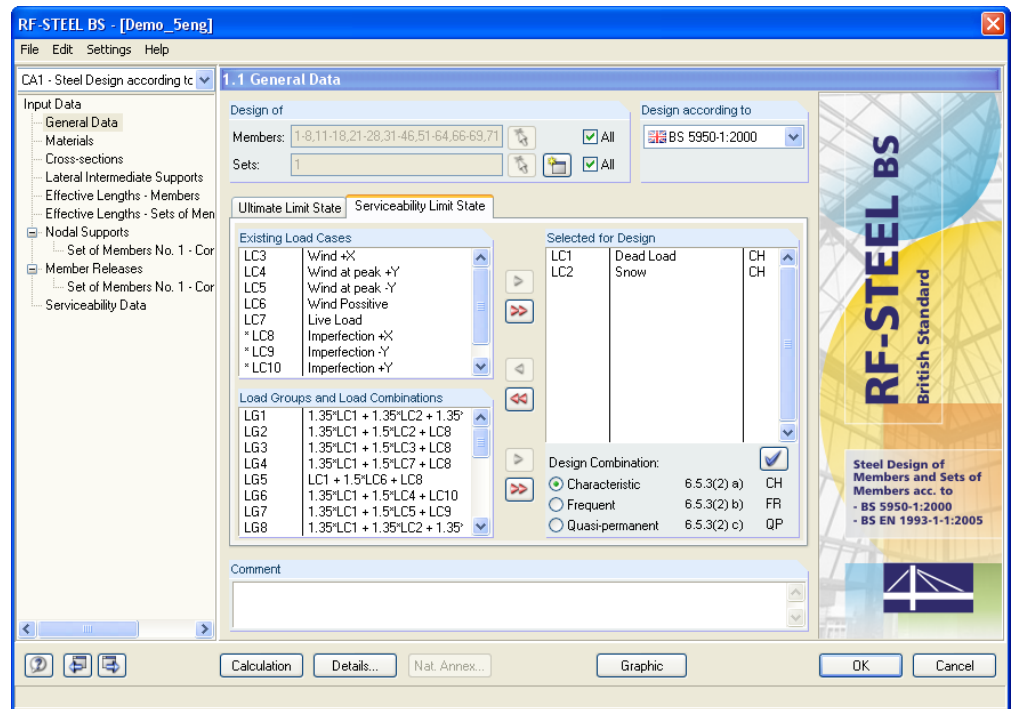 RF-STEEL BS - [Demo_5eng]
File Edit Settings Help
CA1 - Steel Design according tc
Input Data
General Data
Materials
Cross-sections
Lateral Intermediate Supports
Effective Lengths - Members
Effective Lengths - Sets of Men
Nodal Supports
Set of Members No. 1 - Cor
Member Releases
Set of Members No. 1 - Cor
Serviceability Data
1.1 General Data
Design of
Members: 1-8,11-18,21-28,31-46,51-64,66-69,71 All
Sets: 1 All
Design according to
BS 5950-1:2000
Ultimate Limit State Serviceability Limit State
Existing Load Cases
LC3 Wind +X
LC4 Wind at peak +Y
LC5 Wind at peak -Y
LC6 Wind Possitive
LC7 Live Load
* LC8 Imperfection +X
* LC9 Imperfection -Y
* LC10 Imperfection +Y
Load Groups and Load Combinations
LG1 1.35*LC1 + 1.35*LC2 + 1.35*
LG2 1.35*LC1 + 1.5*LC2 + LC8
LG3 1.35*LC1 + 1.5*LC3 + LC8
LG4 1.35*LC1 + 1.5*LC7 + LC8
LG5 LC1 + 1.5*LC6 + LC8
LG6 1.35*LC1 + 1.5*LC4 + LC10
LG7 1.35*LC1 + 1.5*LC5 + LC9
LG8 1.35*LC1 + 1.35*LC2 + 1.35*
Selected for Design
LC1 Dead Load CH
LC2 Snow CH
Design Combination:
Characteristic 6.5.3(2) a) CH
Frequent 6.5.3(2) b) FR
Quasi-permanent 6.5.3(2) c) QP
Comment
RF-STEEL BS
British Standard
Steel Design of
Members and Sets of
Members acc. to
- BS 5950-1:2000
- BS EN 1993-1-1:2005
Calculation Details... Nat. Annex... Graphic OK Cancel